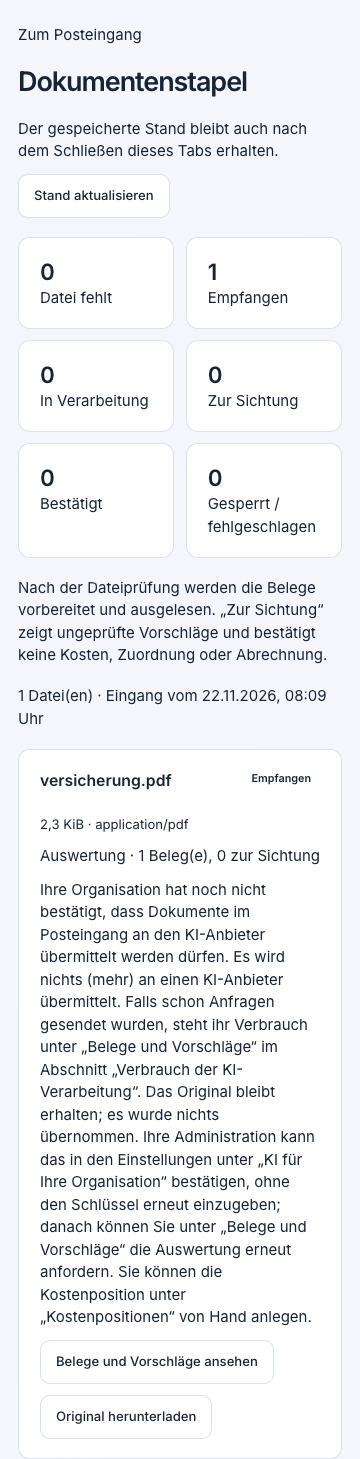 Zum Posteingang
Dokumentenstapel
Der gespeicherte Stand bleibt auch nach
dem Schließen dieses Tabs erhalten.
Stand aktualisieren
0
Datei fehlt
1
Empfangen
0
In Verarbeitung
0
Zur Sichtung
0
Bestätigt
0
Gesperrt /
fehlgeschlagen
Nach der Dateiprüfung werden die Belege
vorbereitet und ausgelesen. „Zur Sichtung“
zeigt ungeprüfte Vorschläge und bestätigt
keine Kosten, Zuordnung oder Abrechnung.
1 Datei(en) · Eingang vom 22.11.2026, 08:09
Uhr
versicherung.pdf
Empfangen
2,3 KiB · application/pdf
Auswertung · 1 Beleg(e), 0 zur Sichtung
Ihre Organisation hat noch nicht
bestätigt, dass Dokumente im
Posteingang an den KI-Anbieter
übermittelt werden dürfen. Es wird
nichts (mehr) an einen KI-Anbieter
übermittelt. Falls schon Anfragen
gesendet wurden, steht ihr Verbrauch
unter „Belege und Vorschläge“ im
Abschnitt „Verbrauch der KI-
Verarbeitung“. Das Original bleibt
erhalten; es wurde nichts
übernommen. Ihre Administration kann
das in den Einstellungen unter „KI für
Ihre Organisation“ bestätigen, ohne
den Schlüssel erneut einzugeben;
danach können Sie unter „Belege und
Vorschläge“ die Auswertung erneut
anfordern. Sie können die
Kostenposition unter
„Kostenpositionen“ von Hand anlegen.
Belege und Vorschläge ansehen
Original herunterladen